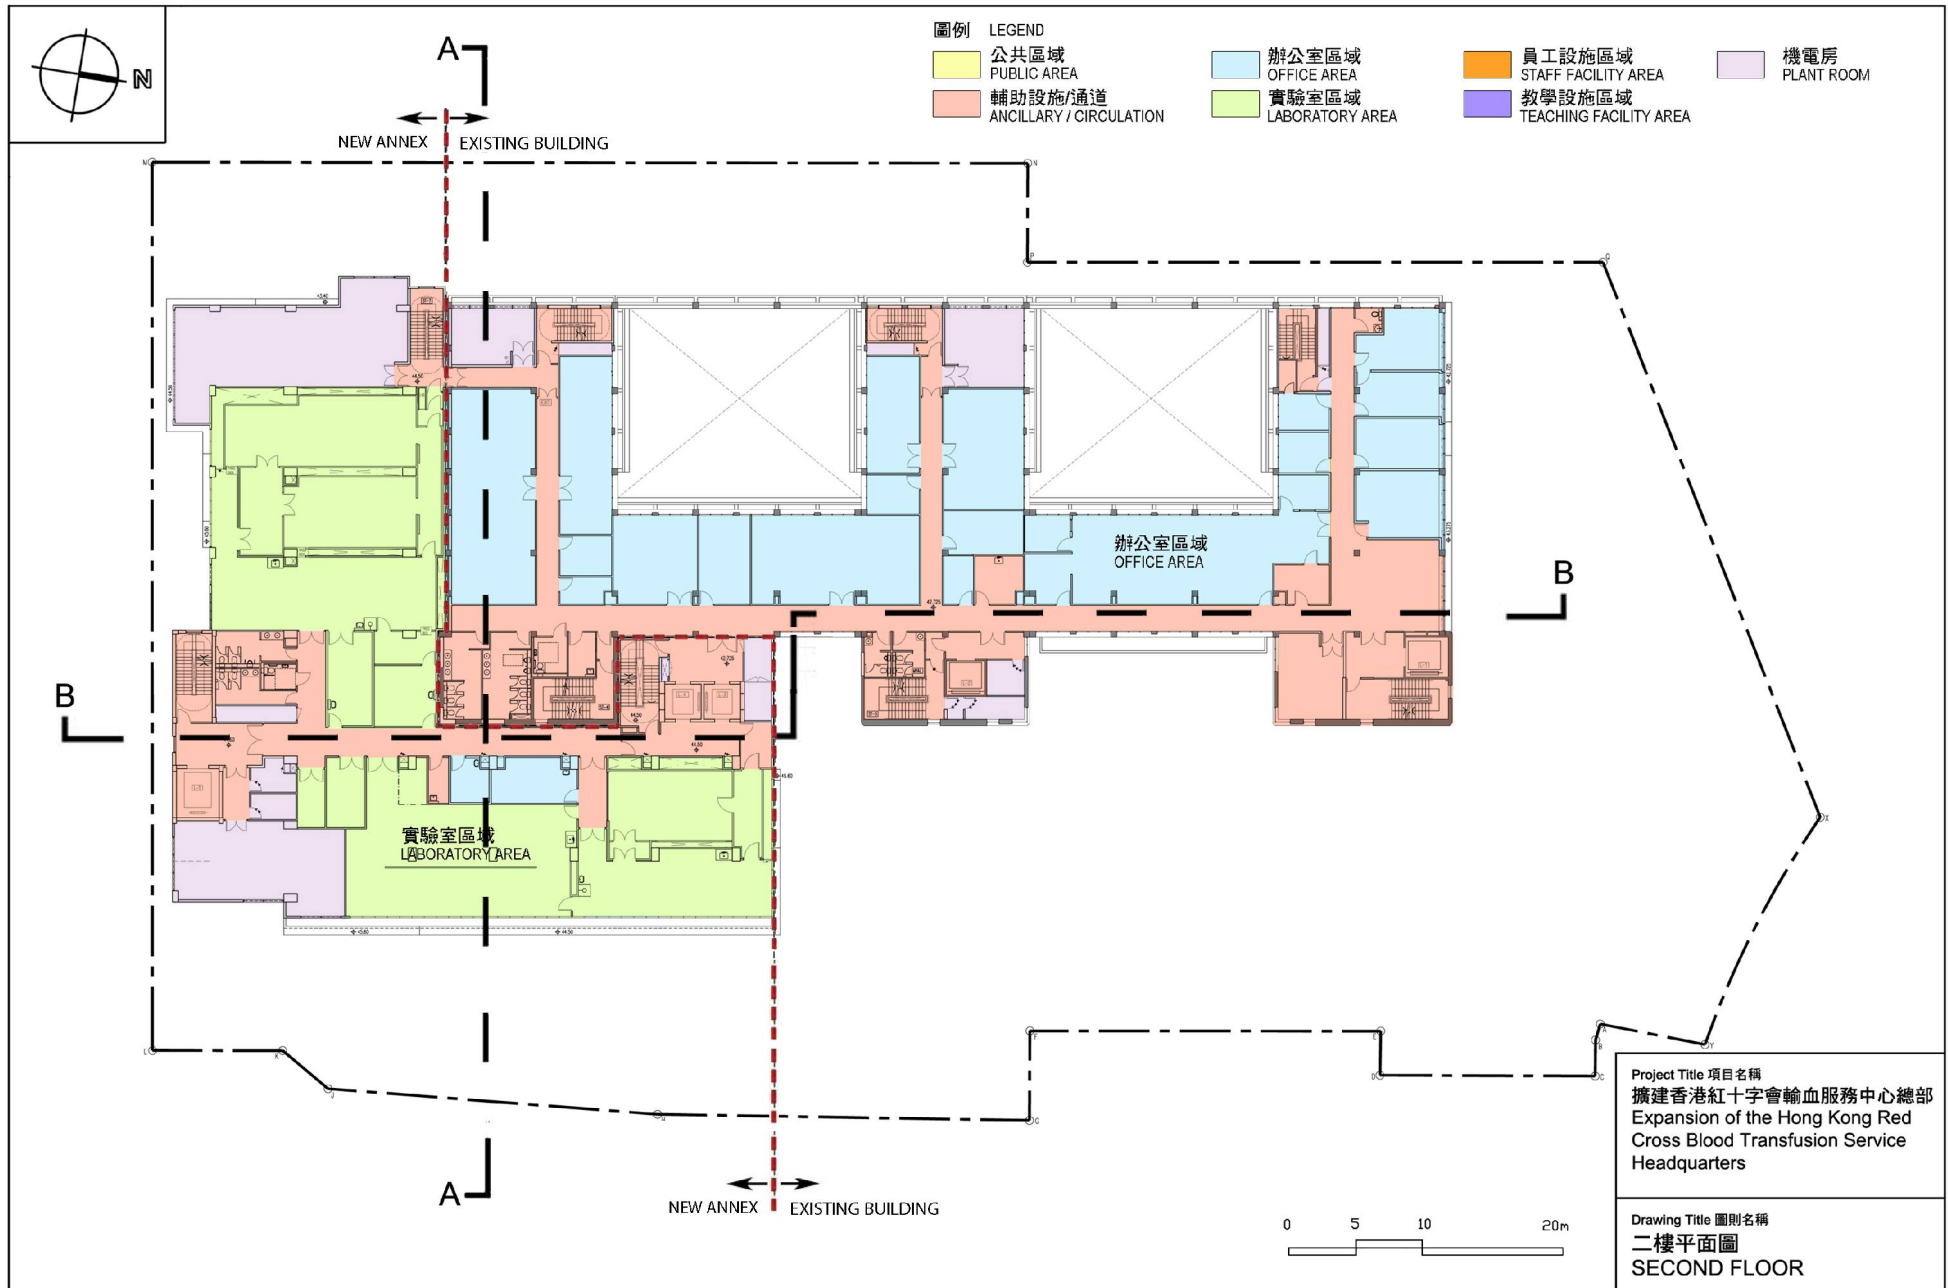 N
A
圖例 LEGEND
公共區域
PUBLIC AREA
辦公室區域
OFFICE AREA
員工設施區域
STAFF FACILITY AREA
機電房
PLANT ROOM
輔助設施/通道
ANCILLARY / CIRCULATION
實驗室區域
LABORATORY AREA
教學設施區域
TEACHING FACILITY AREA
NEW ANNEX
EXISTING BUILDING
辦公室區域
OFFICE AREA
B
B
實驗室區域
LABORATORY AREA
A
NEW ANNEX
EXISTING BUILDING
0 5 10 20m
Project Title 項目名稱
擴建香港紅十字會輸血服務中心總部
Expansion of the Hong Kong Red
Cross Blood Transfusion Service
Headquarters
Drawing Title 圖則名稱
二樓平面圖
SECOND FLOOR